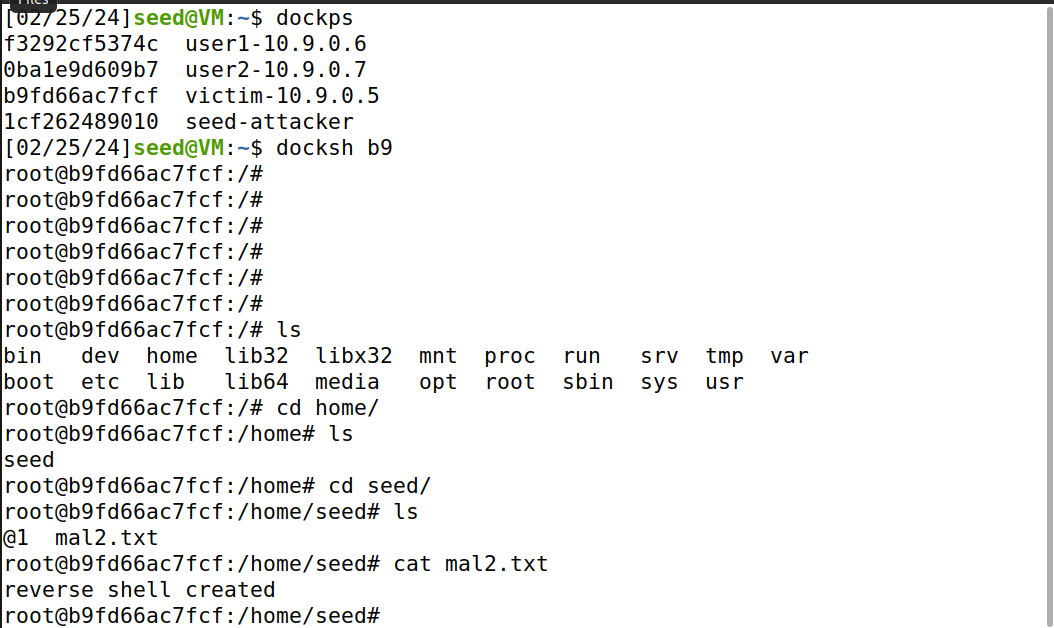 Files
[02/25/24]seed@VM:~$ dockps
f3292cf5374c  user1-10.9.0.6
0ba1e9d609b7  user2-10.9.0.7
b9fd66ac7fcf  victim-10.9.0.5
1cf262489010  seed-attacker
[02/25/24]seed@VM:~$ docksh b9
root@b9fd66ac7fcf:/#
root@b9fd66ac7fcf:/#
root@b9fd66ac7fcf:/#
root@b9fd66ac7fcf:/#
root@b9fd66ac7fcf:/#
root@b9fd66ac7fcf:/#
root@b9fd66ac7fcf:/# ls
bin   dev  home  lib32  libx32  mnt  proc  run   srv  tmp  var
boot  etc  lib   lib64  media   opt  root  sbin  sys  usr
root@b9fd66ac7fcf:/# cd home/
root@b9fd66ac7fcf:/home# ls
seed
root@b9fd66ac7fcf:/home# cd seed/
root@b9fd66ac7fcf:/home/seed# ls
@1  mal2.txt
root@b9fd66ac7fcf:/home/seed# cat mal2.txt
reverse shell created
root@b9fd66ac7fcf:/home/seed#